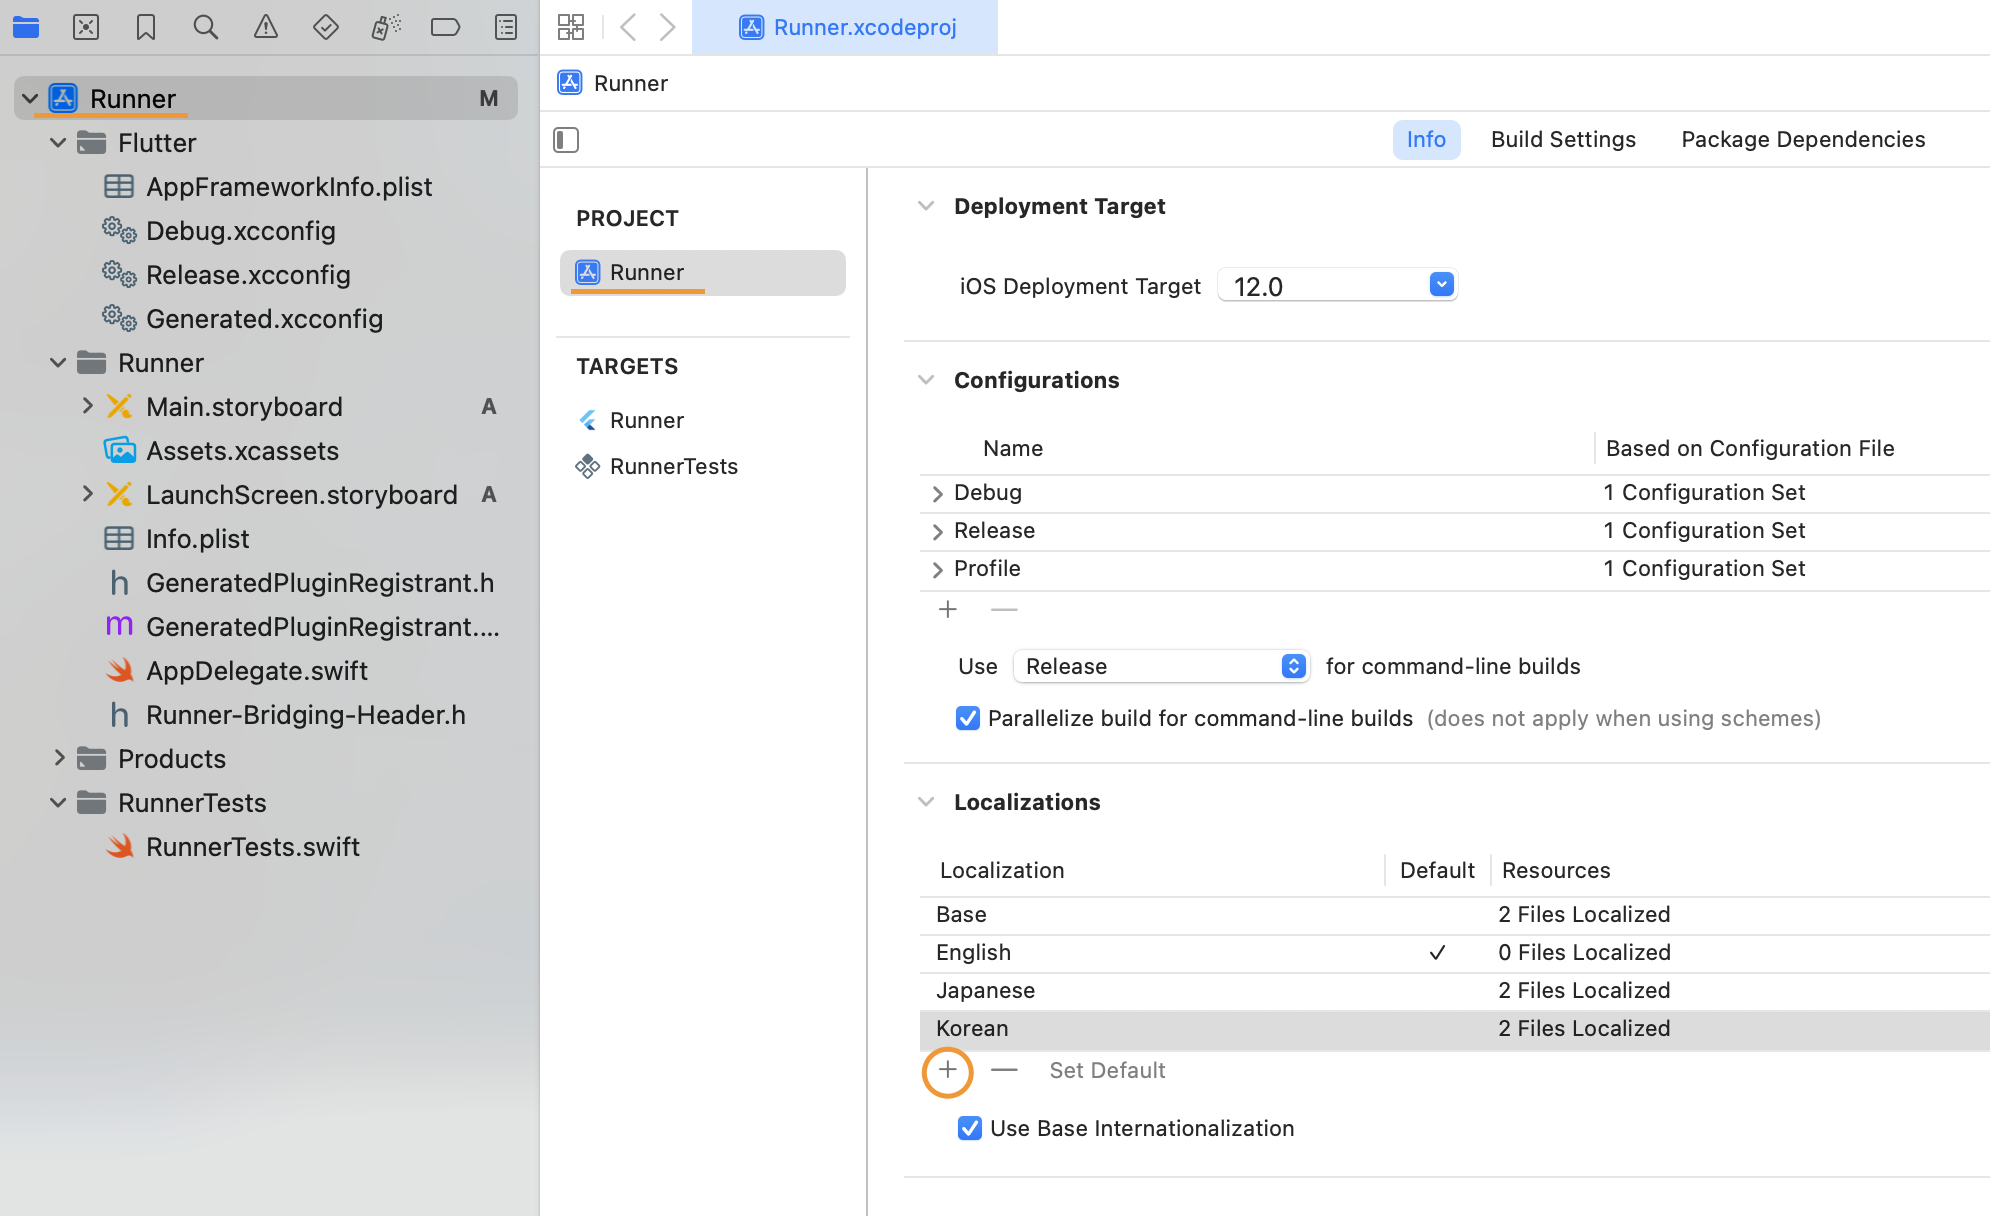 Runner.xcodeproj
Runner M
Flutter
AppFrameworkInfo.plist
Debug.xcconfig
Release.xcconfig
Generated.xcconfig
Runner
Main.storyboard A
Assets.xcassets
LaunchScreen.storyboard A
Info.plist
h GeneratedPluginRegistrant.h
m GeneratedPluginRegistrant....
AppDelegate.swift
h Runner-Bridging-Header.h
Products
RunnerTests
RunnerTests.swift
Runner
Info Build Settings Package Dependencies
PROJECT
Runner
TARGETS
Runner
RunnerTests
Deployment Target
iOS Deployment Target 12.0
Configurations
Name Based on Configuration File
Debug 1 Configuration Set
Release 1 Configuration Set
Profile 1 Configuration Set
Use Release for command-line builds
Parallelize build for command-line builds (does not apply when using schemes)
Localizations
Localization Default Resources
Base 2 Files Localized
English ✓ 0 Files Localized
Japanese 2 Files Localized
Korean 2 Files Localized
Set Default
Use Base Internationalization